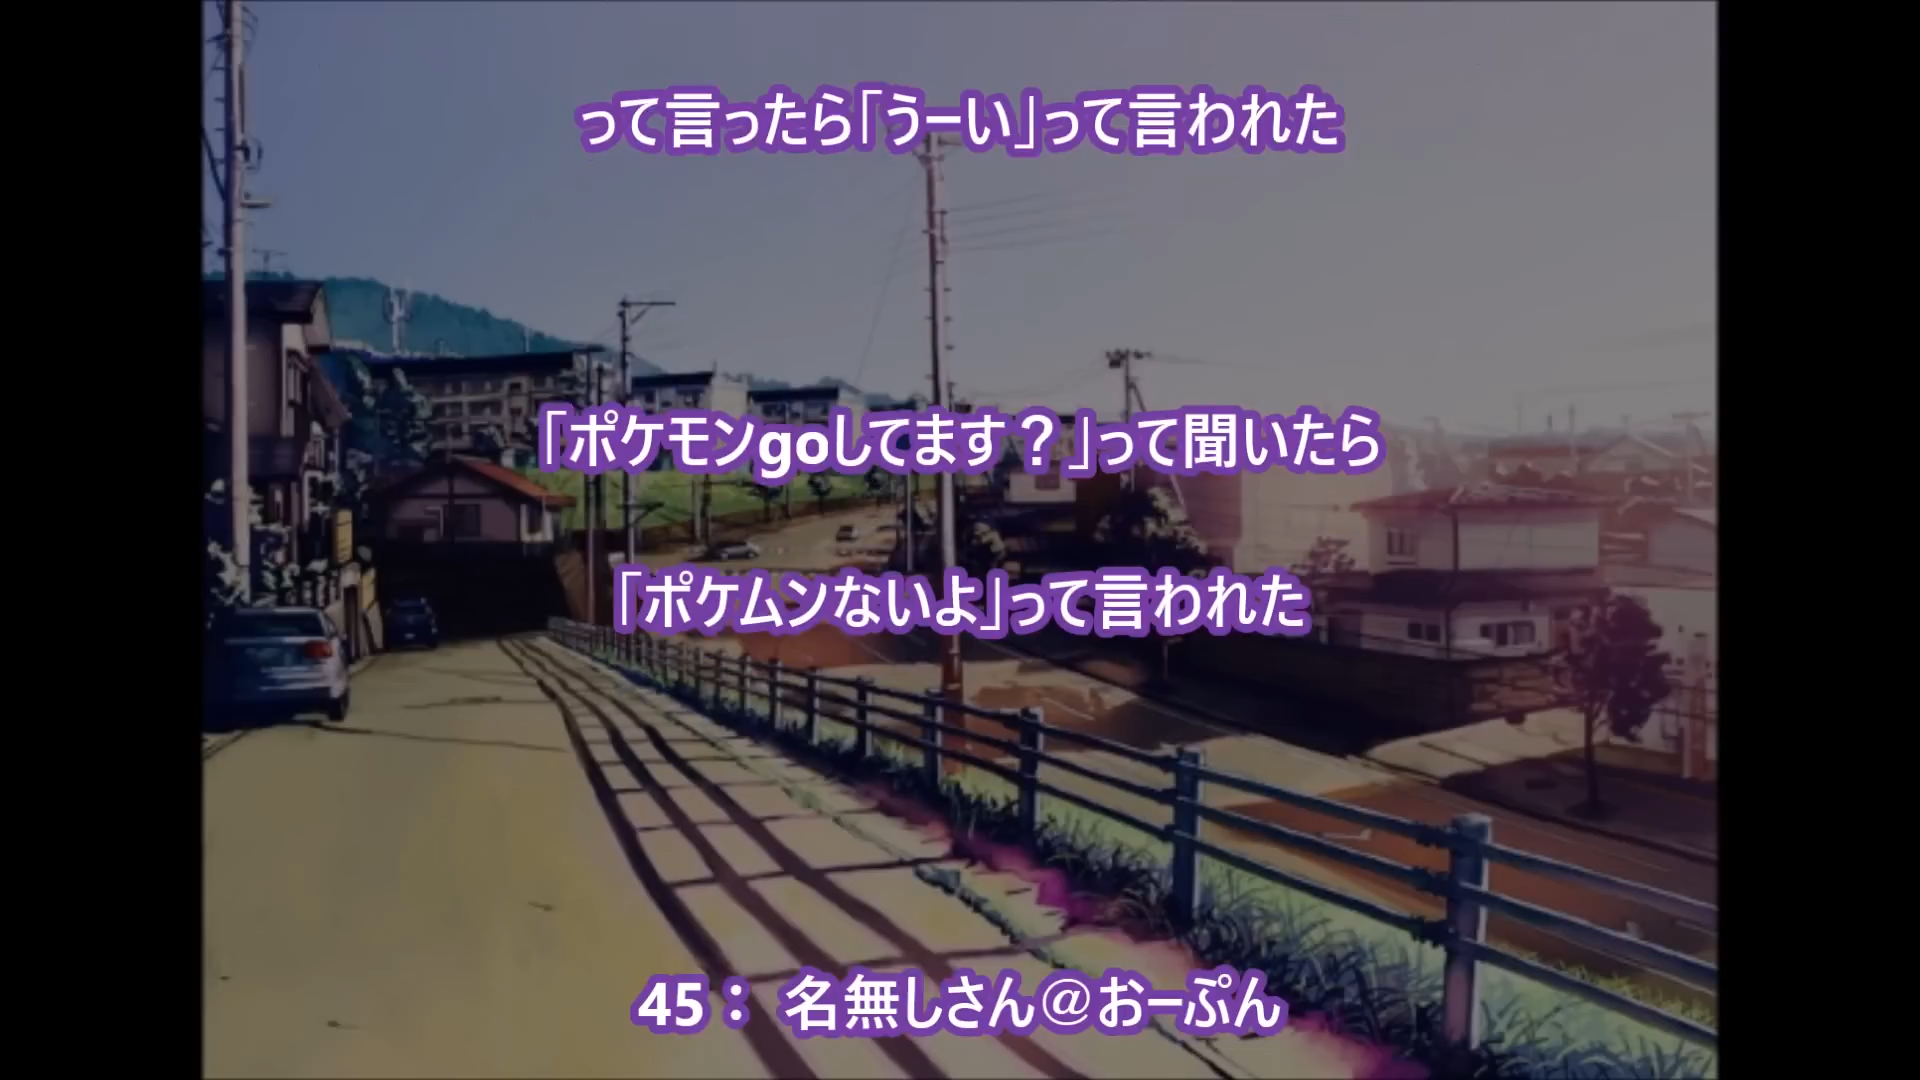 って言ったら「うーい」って言われた
「ポケモンgoしてます？」って聞いたら
「ポケムンないよ」って言われた
45： 名無しさん＠おーぷん